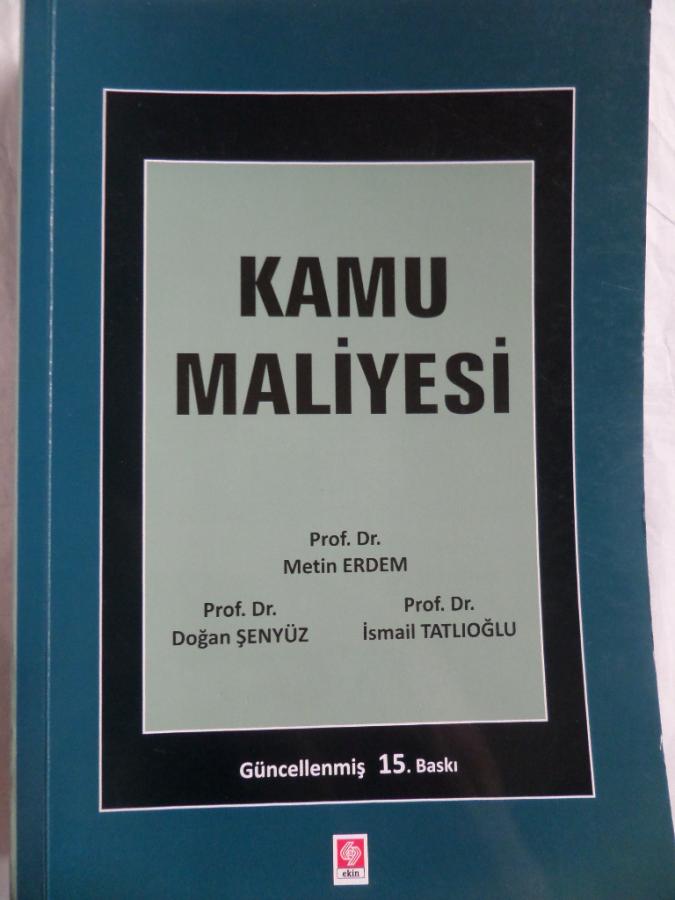 KAMU
MALİYESİ
Prof. Dr.
Metin ERDEM
Prof. Dr.
Doğan ŞENYÜZ
Prof. Dr.
İsmail TATLIOĞLU
Güncellenmiş 15. Baskı
ekin